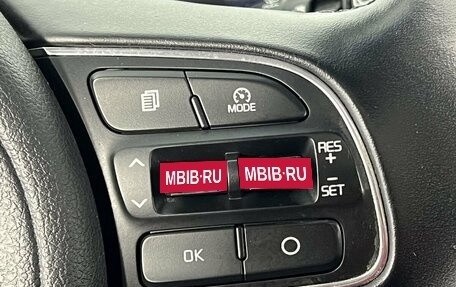 MODE
RES
+
MBIB·RU MBIB·RU
−
SET
OK